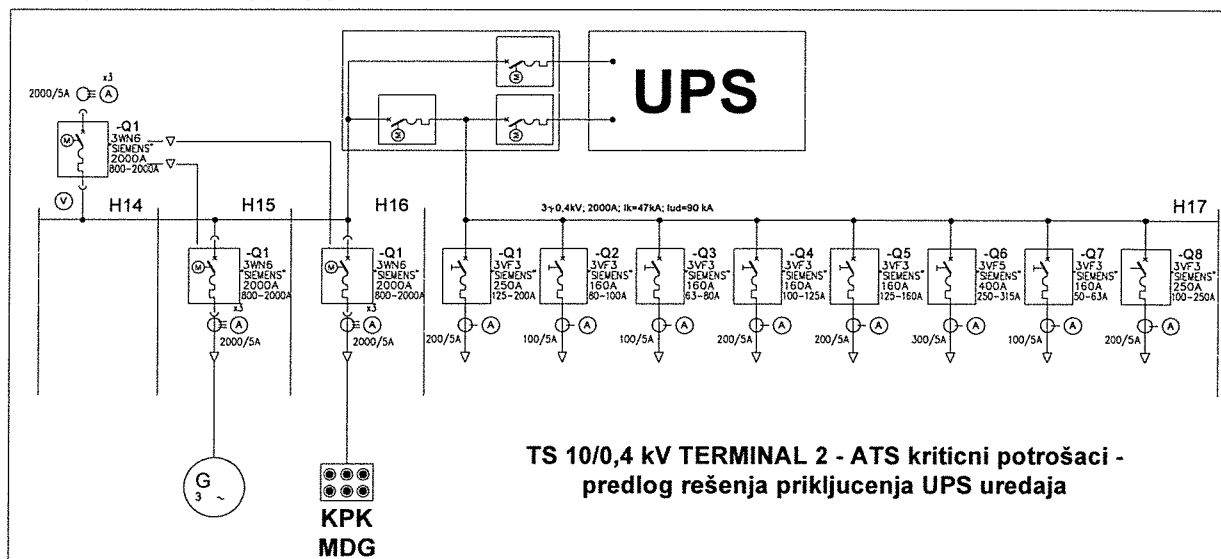 x3
2000/5A
A
-Q1
3WN6
"SIEMENS"
2000A
800-2000A
M
V
H14
H15
H16
H17
M
M
M
UPS
3~0,4kV; 2000A; Ik=47kA; Iud=90 kA
M
-Q1
3WN6
"SIEMENS"
2000A
800-2000A
x3
A
2000/5A
M
-Q1
3WN6
"SIEMENS"
2000A
800-2000A
x3
A
2000/5A
-Q1
3VF3
"SIEMENS"
250A
125-200A
A
200/5A
-Q2
3VF3
"SIEMENS"
160A
80-100A
A
100/5A
-Q3
3VF3
"SIEMENS"
160A
63-80A
A
100/5A
-Q4
3VF3
"SIEMENS"
160A
100-125A
A
200/5A
-Q5
3VF3
"SIEMENS"
160A
125-160A
A
200/5A
-Q6
3VF5
"SIEMENS"
400A
250-315A
A
300/5A
-Q7
3VF3
"SIEMENS"
160A
50-63A
A
100/5A
-Q8
3VF3
"SIEMENS"
250A
100-250A
A
200/5A
G
3 ~
KPK
MDG
TS 10/0,4 kV TERMINAL 2 - ATS kriticni potrošaci -
predlog rešenja prikljucenja UPS uredaja